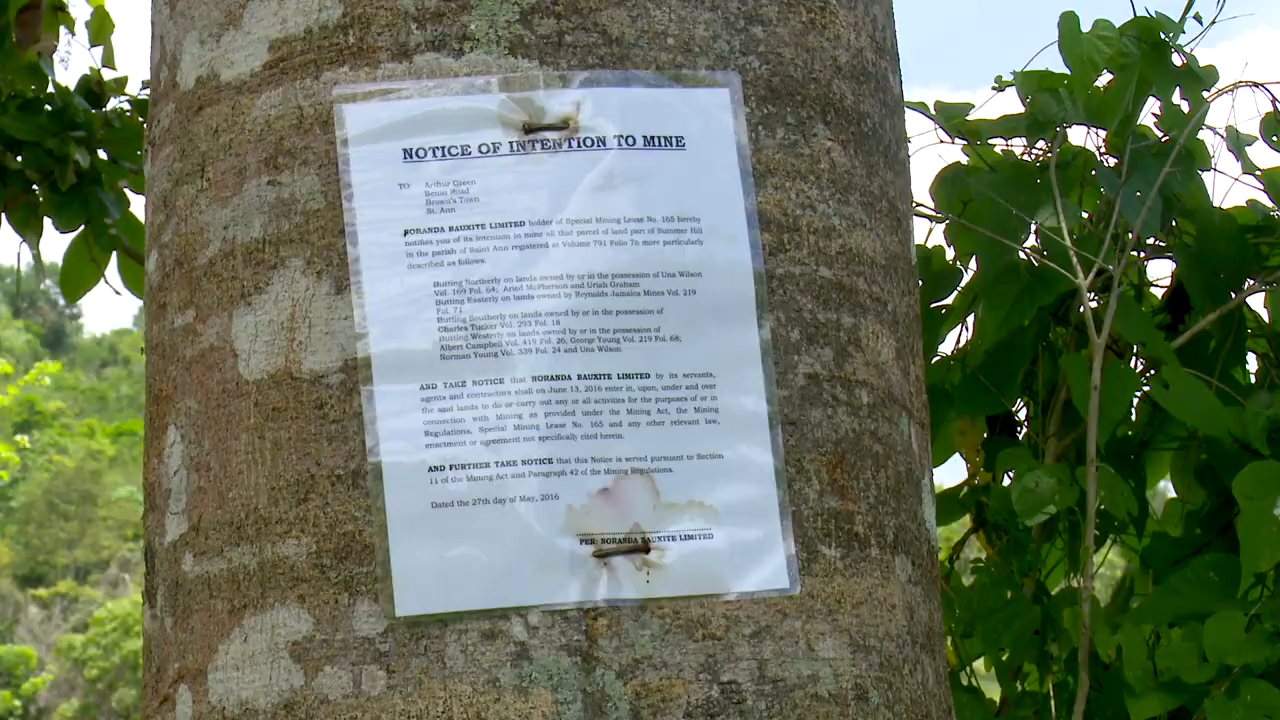 NOTICE OF INTENTION TO MINE
TO: Arthur Green
Benin Road
Brown's Town
St. Ann
NORANDA BAUXITE LIMITED holder of Special Mining Lease No. 165 hereby
notifies you of its intention in mine all that parcel of land part of Summer Hill
in the parish of Saint Ann registered at Volume 791 Folio 76 more particularly
described as follows.
Butting Northerly on lands owned by or in the possession of Una Wilson
Vol. 169 Fol. 64; Aried McPherson and Uriah Graham
Butting Easterly on lands owned by Reynolds Jamaica Mines Vol. 219
Fol. 71
Butting Southerly on lands owned by or in the possession of
Charles Tucker Vol. 293 Fol. 18
Butting Westerly on lands owned by or in the possession of
Albert Campbell Vol. 419 Fol. 26, George Young Vol. 219 Fol. 68;
Norman Young Vol. 339 Fol. 24 and Una Wilson
AND TAKE NOTICE that NORANDA BAUXITE LIMITED by its servants,
agents and contractors shall on June 13, 2016 enter in, upon, under and over
the said lands to do or carry out any or all activities for the purposes of or in
connection with Mining as provided under the Mining Act, the Mining
Regulations, Special Mining Lease No. 165 and any other relevant law,
enactment or agreement not specifically cited herein.
AND FURTHER TAKE NOTICE that this Notice is served pursuant to Section
11 of the Mining Act and Paragraph 42 of the Mining Regulations.
Dated the 27th day of May, 2016
PER: NORANDA BAUXITE LIMITED